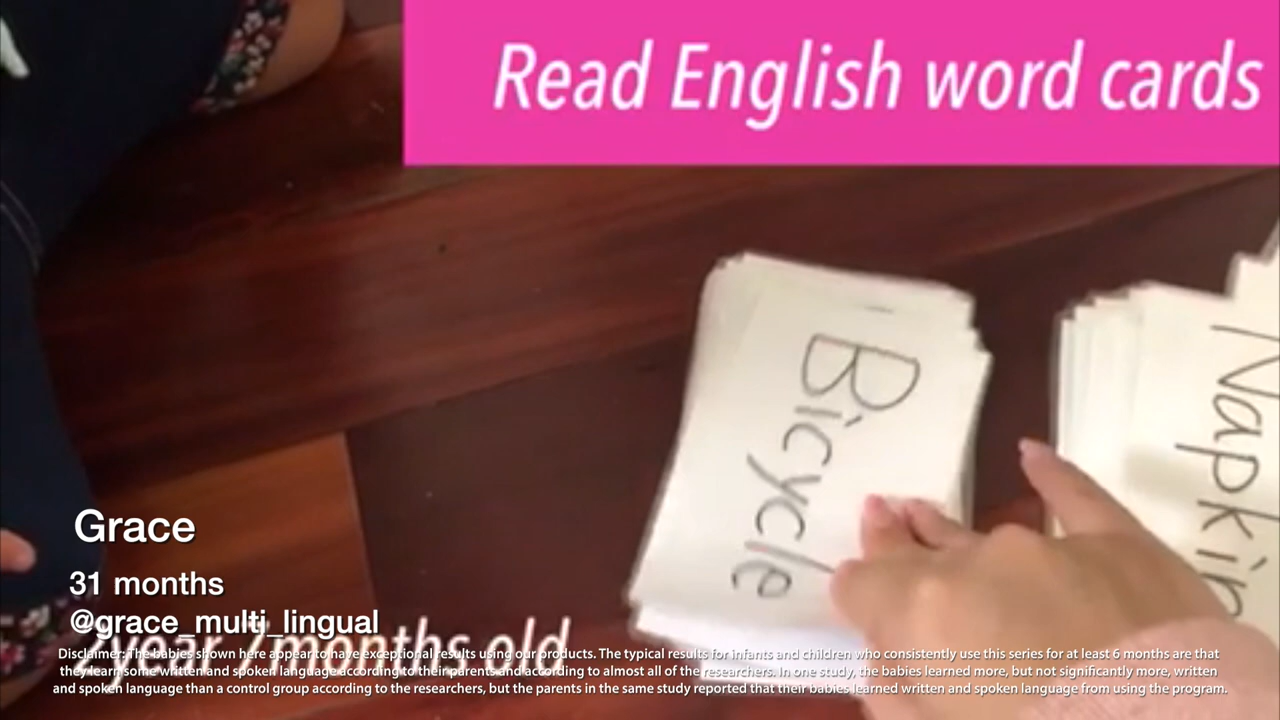 Read English word cards
Bicycle
Napkin
Grace
31 months
@grace_multi_lingual
2year 7months old
Disclaimer: The babies shown here appear to have exceptional results using our products. The typical results for infants and children who consistently use this series for at least 6 months are that
they learn some written and spoken language according to their parents and according to almost all of the researchers. In one study, the babies learned more, but not significantly more, written
and spoken language than a control group according to the researchers, but the parents in the same study reported that their babies learned written and spoken language from using the program.